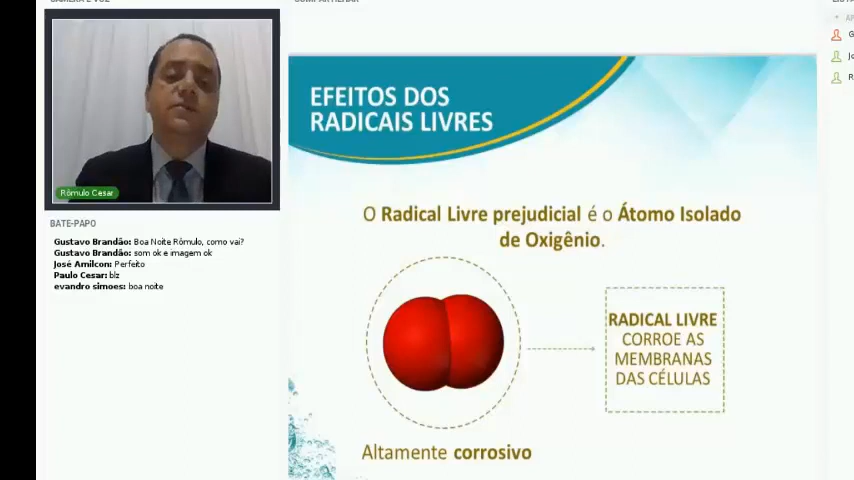 Rômulo Cesar
BATE-PAPO
Gustavo Brandão: Boa Noite Rômulo, como vai?
Gustavo Brandão: som ok e imagem ok
José Amilcon: Perfeito
Paulo Cesar: blz
evandro simoes: boa noite
EFEITOS DOS
RADICAIS LIVRES
O Radical Livre prejudicial é o Átomo Isolado
de Oxigênio.
RADICAL LIVRE
CORROE AS
MEMBRANAS
DAS CÉLULAS
Altamente corrosivo